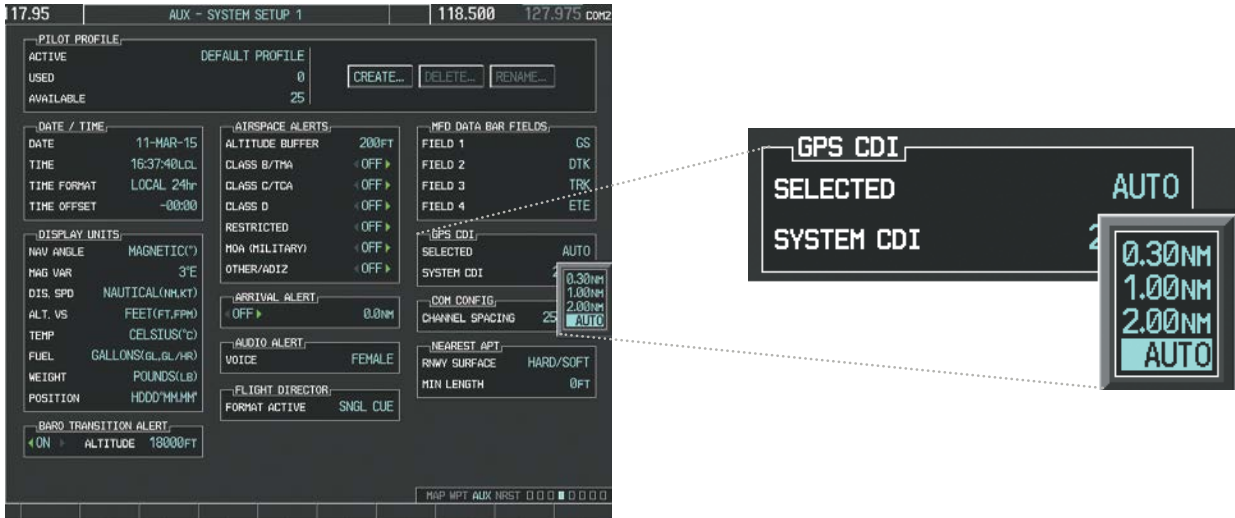 17.95 AUX - SYSTEM SETUP 1 118.500 127.975 COM2
PILOT PROFILE
ACTIVE DEFAULT PROFILE
USED 0 CREATE... DELETE... RENAME...
AVAILABLE 25
DATE / TIME
DATE 11-MAR-15
TIME 16:37:40LCL
TIME FORMAT LOCAL 24hr
TIME OFFSET -00:00
DISPLAY UNITS
NAV ANGLE MAGNETIC(°)
MAG VAR 3°E
DIS, SPD NAUTICAL(NM,KT)
ALT, VS FEET(FT,FPM)
TEMP CELSIUS(°C)
FUEL GALLONS(GL,GL/HR)
WEIGHT POUNDS(LB)
POSITION HDDD°MM.MM'
BARO TRANSITION ALERT
ON ALTITUDE 18000FT
AIRSPACE ALERTS
ALTITUDE BUFFER 200FT
CLASS B/TMA OFF
CLASS C/TCA OFF
CLASS D OFF
RESTRICTED OFF
MOA (MILITARY) OFF
OTHER/ADIZ OFF
ARRIVAL ALERT
OFF 0.0NM
AUDIO ALERT
VOICE FEMALE
FLIGHT DIRECTOR
FORMAT ACTIVE SNGL CUE
MFD DATA BAR FIELDS
FIELD 1 GS
FIELD 2 DTK
FIELD 3 TRK
FIELD 4 ETE
GPS CDI
SELECTED AUTO
SYSTEM CDI 2
0.30NM
1.00NM
2.00NM
AUTO
COM CONFIG
CHANNEL SPACING 25
NEAREST APT
RNWY SURFACE HARD/SOFT
MIN LENGTH 0FT
MAP WPT AUX NRST
GPS CDI
SELECTED AUTO
SYSTEM CDI
0.30NM
1.00NM
2.00NM
AUTO